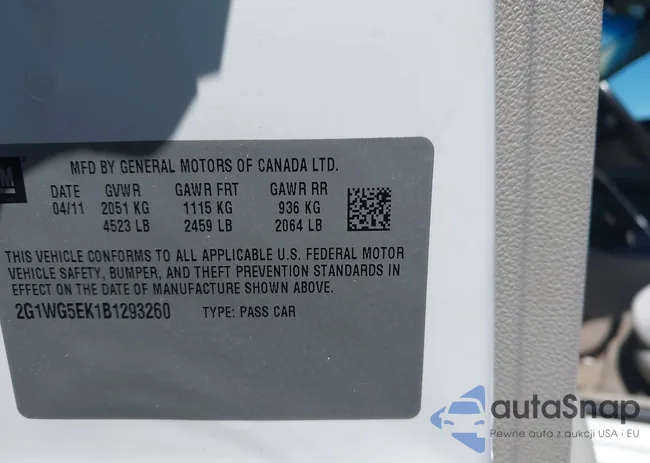 GM
MFD BY GENERAL MOTORS OF CANADA LTD.
DATE GVWR GAWR FRT GAWR RR
04/11 2051 KG 1115 KG 936 KG
4523 LB 2459 LB 2064 LB
THIS VEHICLE CONFORMS TO ALL APPLICABLE U.S. FEDERAL MOTOR
VEHICLE SAFETY, BUMPER, AND THEFT PREVENTION STANDARDS IN
EFFECT ON THE DATE OF MANUFACTURE SHOWN ABOVE.
2G1WG5EK1B1293260 TYPE: PASS CAR
autaSnap
Pewne auta z aukcji USA i EU